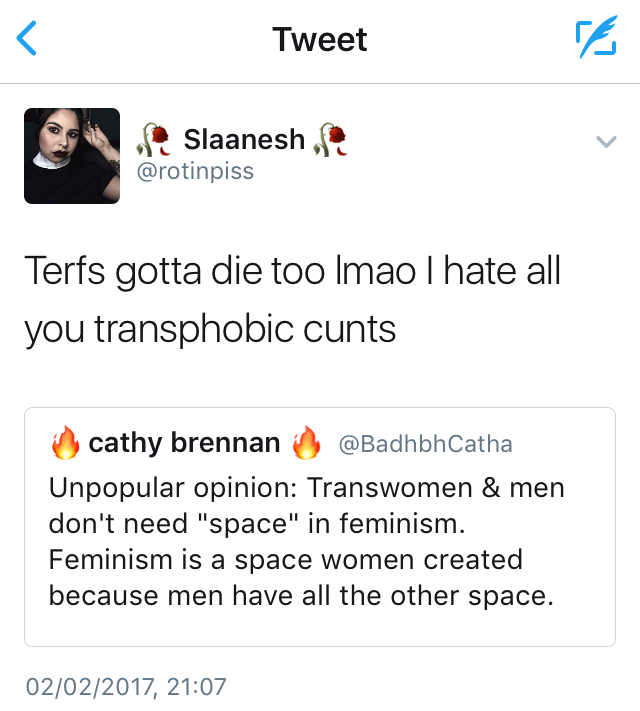 Tweet
🥀 Slaanesh 🥀
@rotinpiss
Terfs gotta die too lmao I hate all
you transphobic cunts
🔥 cathy brennan 🔥 @BadhbhCatha
Unpopular opinion: Transwomen & men
don't need "space" in feminism.
Feminism is a space women created
because men have all the other space.
02/02/2017, 21:07